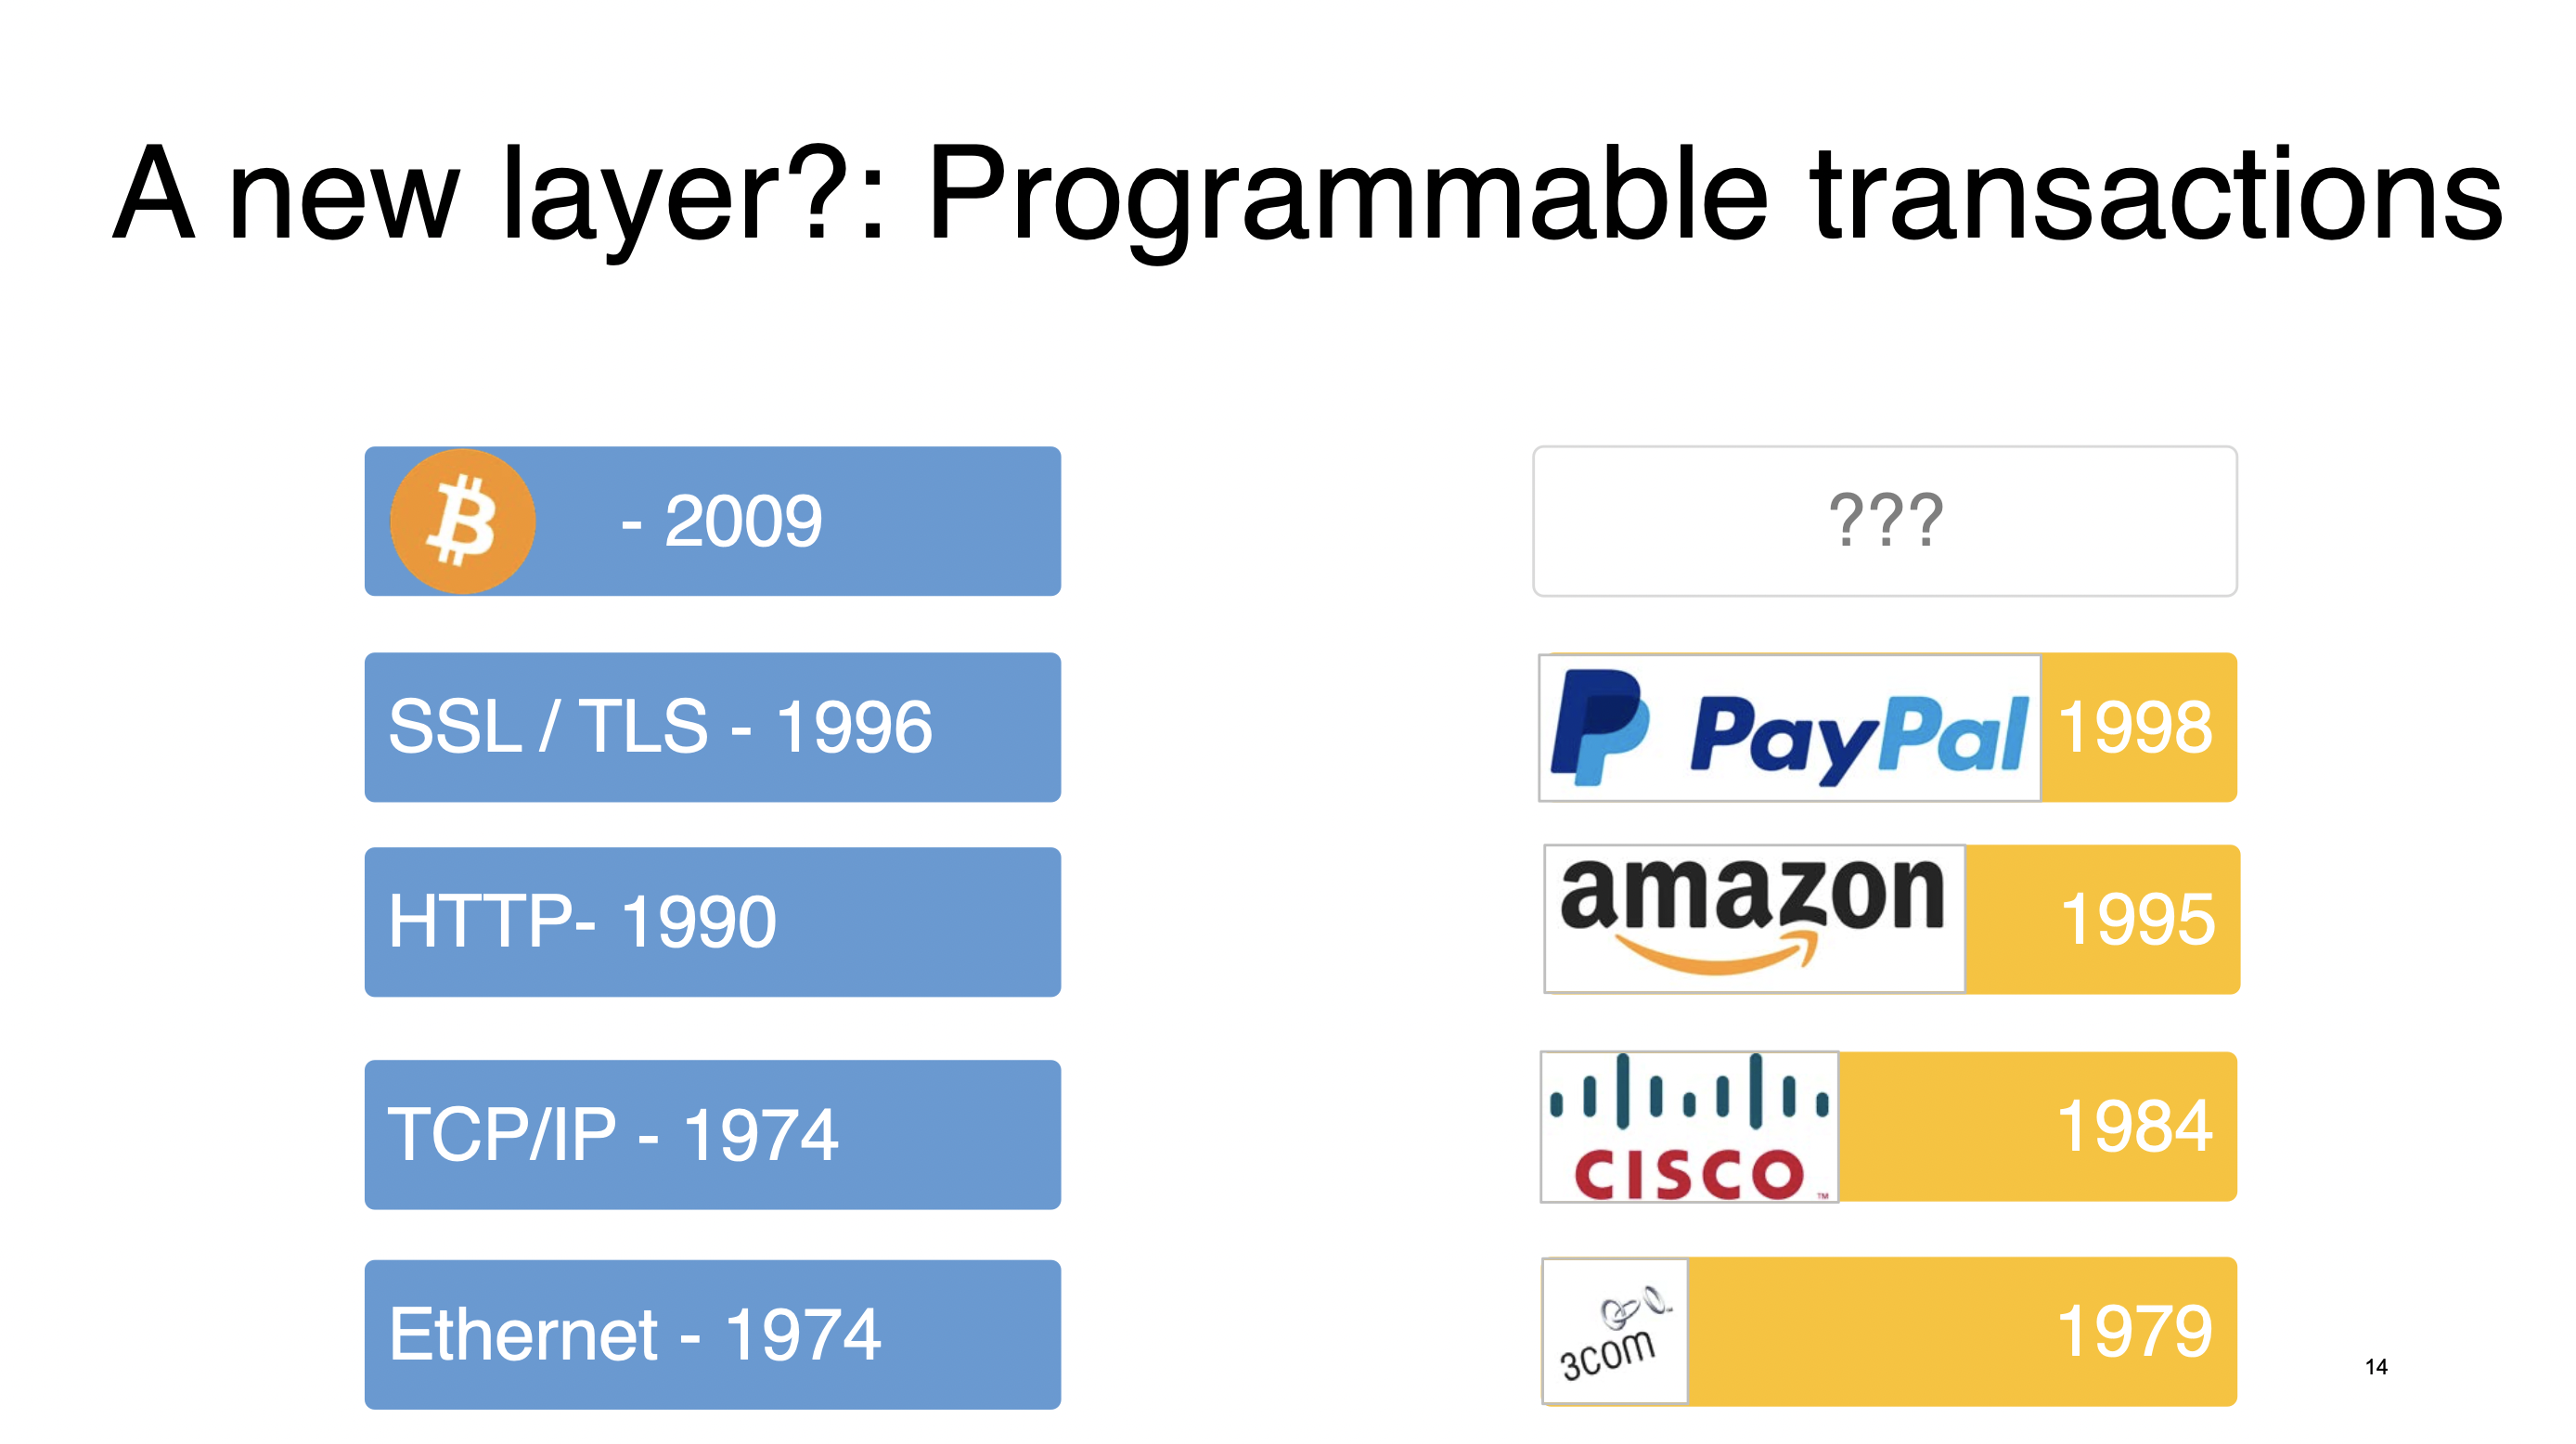 A new layer?: Programmable transactions
- 2009
???
SSL / TLS - 1996
PayPal 1998
HTTP- 1990
amazon 1995
TCP/IP - 1974
CISCO TM 1984
Ethernet - 1974
3com 1979
14